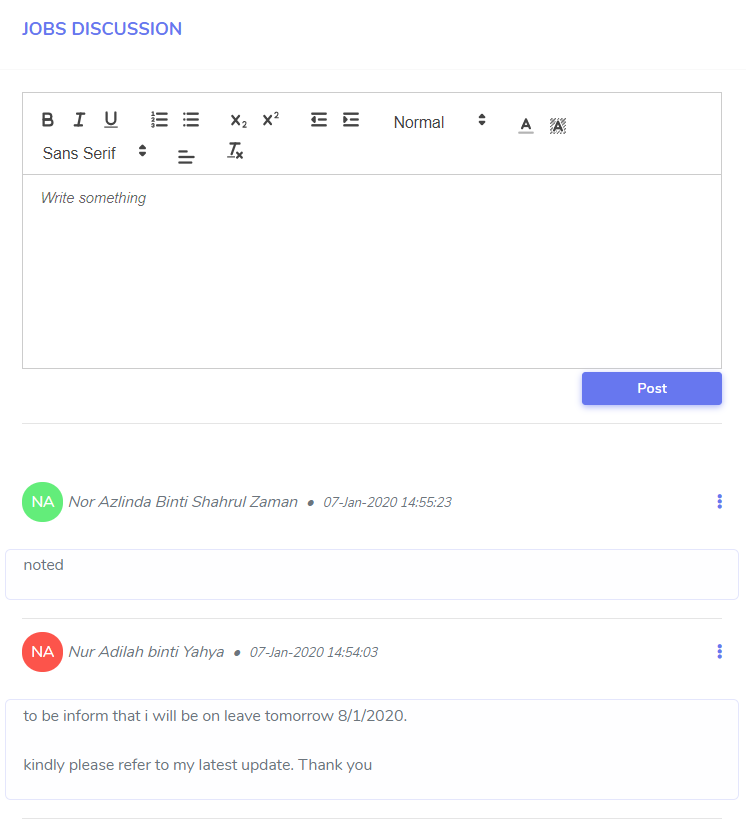 JOBS DISCUSSION
B I U X₂ X² Normal A A
Sans Serif Tx
Write something
Post
NA Nor Azlinda Binti Shahrul Zaman ● 07-Jan-2020 14:55:23
noted
NA Nur Adilah binti Yahya ● 07-Jan-2020 14:54:03
to be inform that i will be on leave tomorrow 8/1/2020.
kindly please refer to my latest update. Thank you